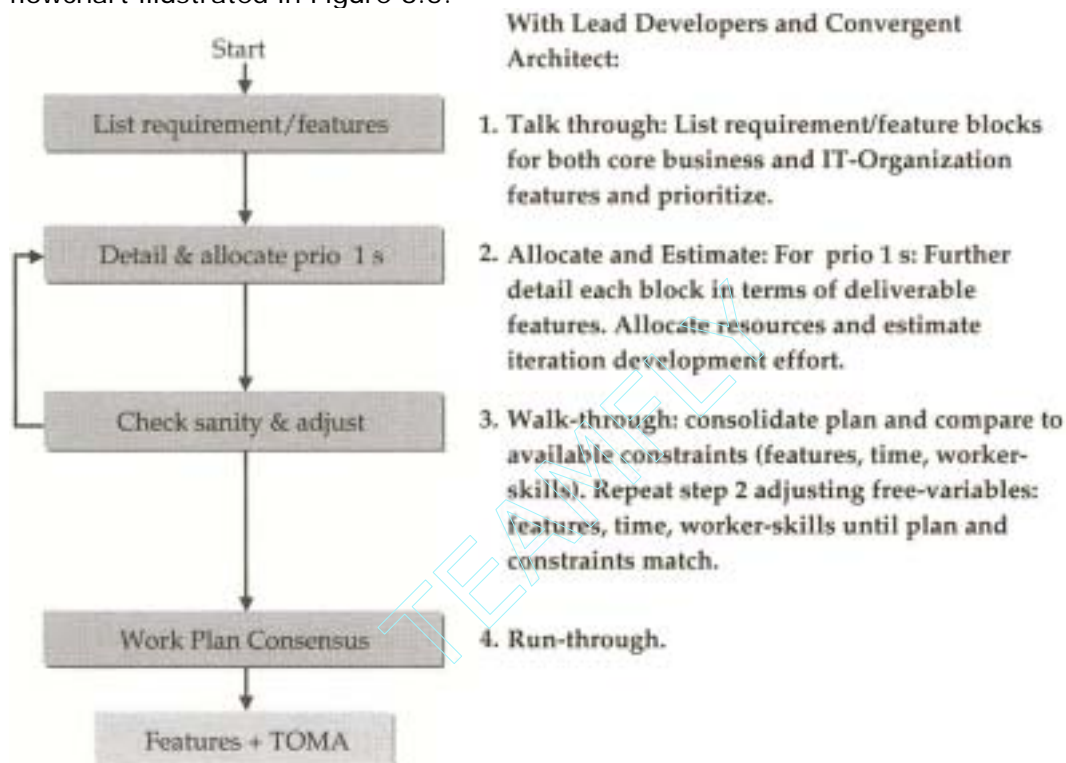 flowchart illustrated in Figure 3.6.
Start
List requirement/features
Detail & allocate prio 1 s
Check sanity & adjust
Work Plan Consensus
Features + TOMA
With Lead Developers and Convergent
Architect:
1. Talk through: List requirement/feature blocks
for both core business and IT-Organization
features and prioritize.
2. Allocate and Estimate: For prio 1 s: Further
detail each block in terms of deliverable
features. Allocate resources and estimate
iteration development effort.
3. Walk-through: consolidate plan and compare to
available constraints (features, time, worker-
skills). Repeat step 2 adjusting free-variables:
features, time, worker-skills until plan and
constraints match.
4. Run-through.
TEAMFLY